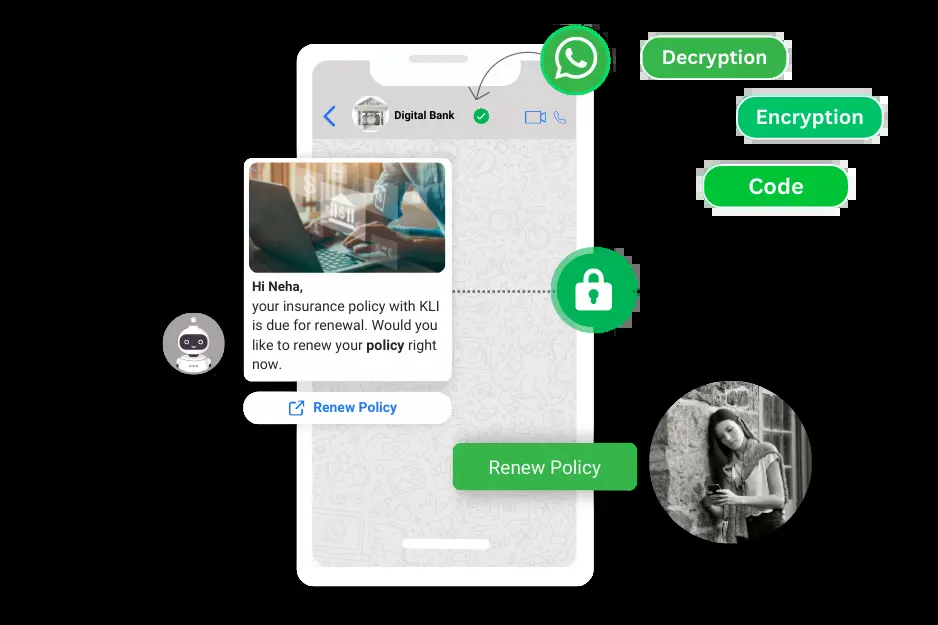 Decryption
Digital Bank
Encryption
Code
Hi Neha,
your insurance policy with KLI
is due for renewal. Would you
like to renew your policy right
now.
Renew Policy
Renew Policy